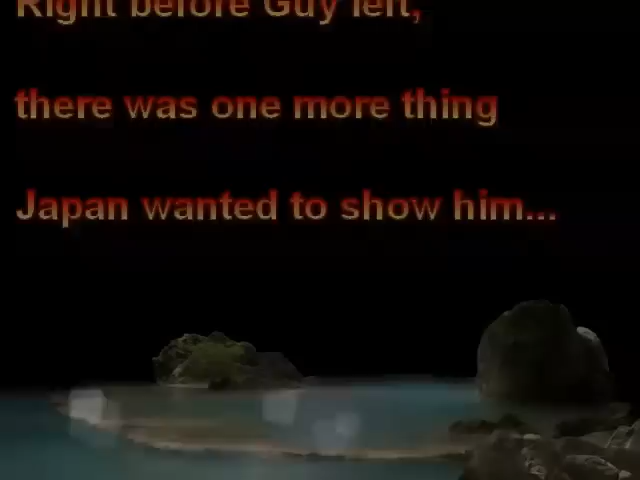 Right before Guy left,
there was one more thing
Japan wanted to show him...